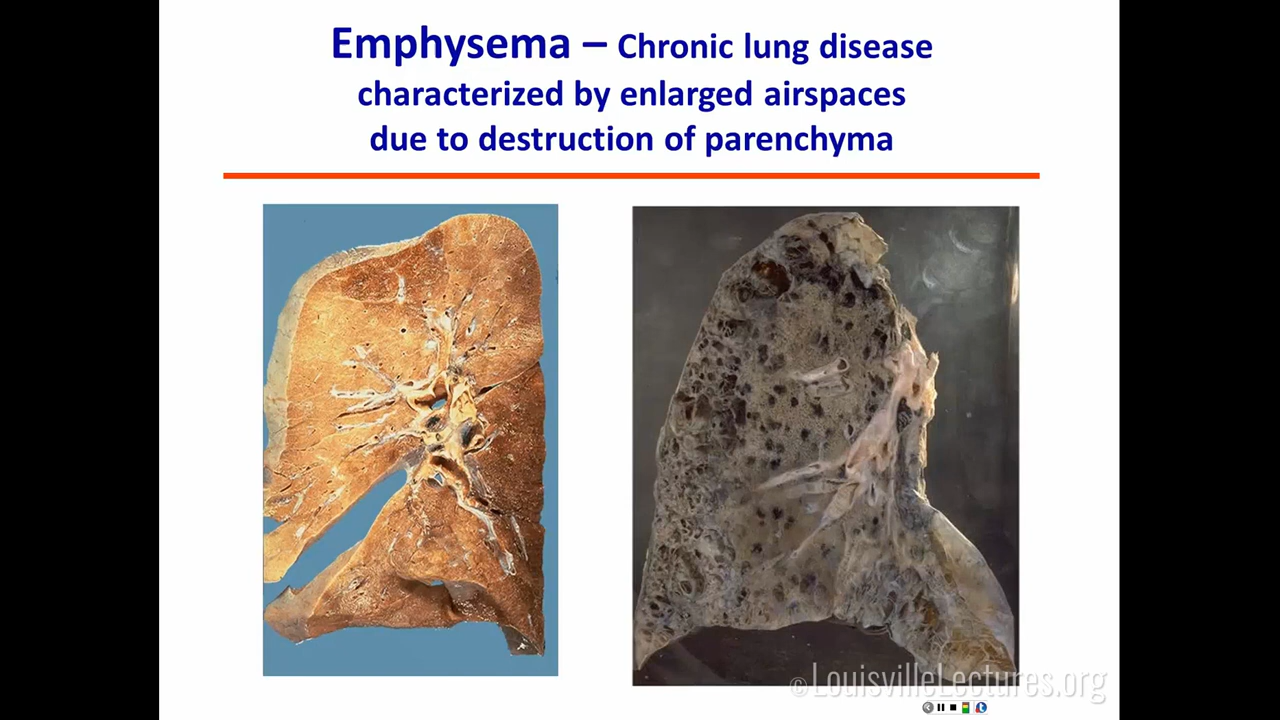 Emphysema – Chronic lung disease
characterized by enlarged airspaces
due to destruction of parenchyma
©LouisvilleLectures.org